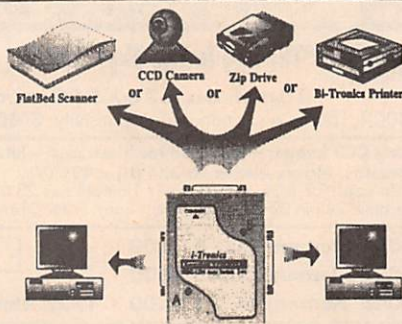 CCD Camera
Zip Drive
FlatBed Scanner
or
or
or
Bi-Tronics Printer
i-Tronics
A